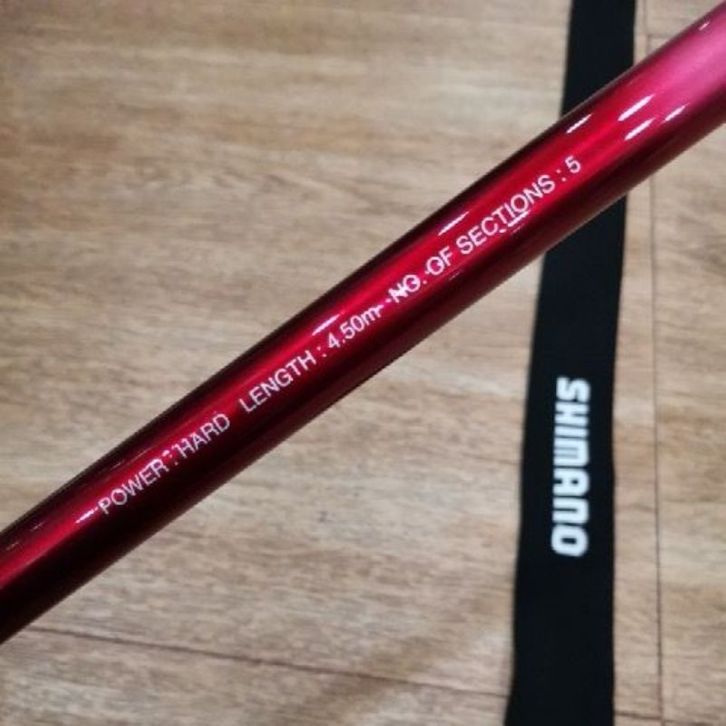 POWER : HARD LENGTH : 4.50m NO. OF SECTIONS : 5
SHIMANO